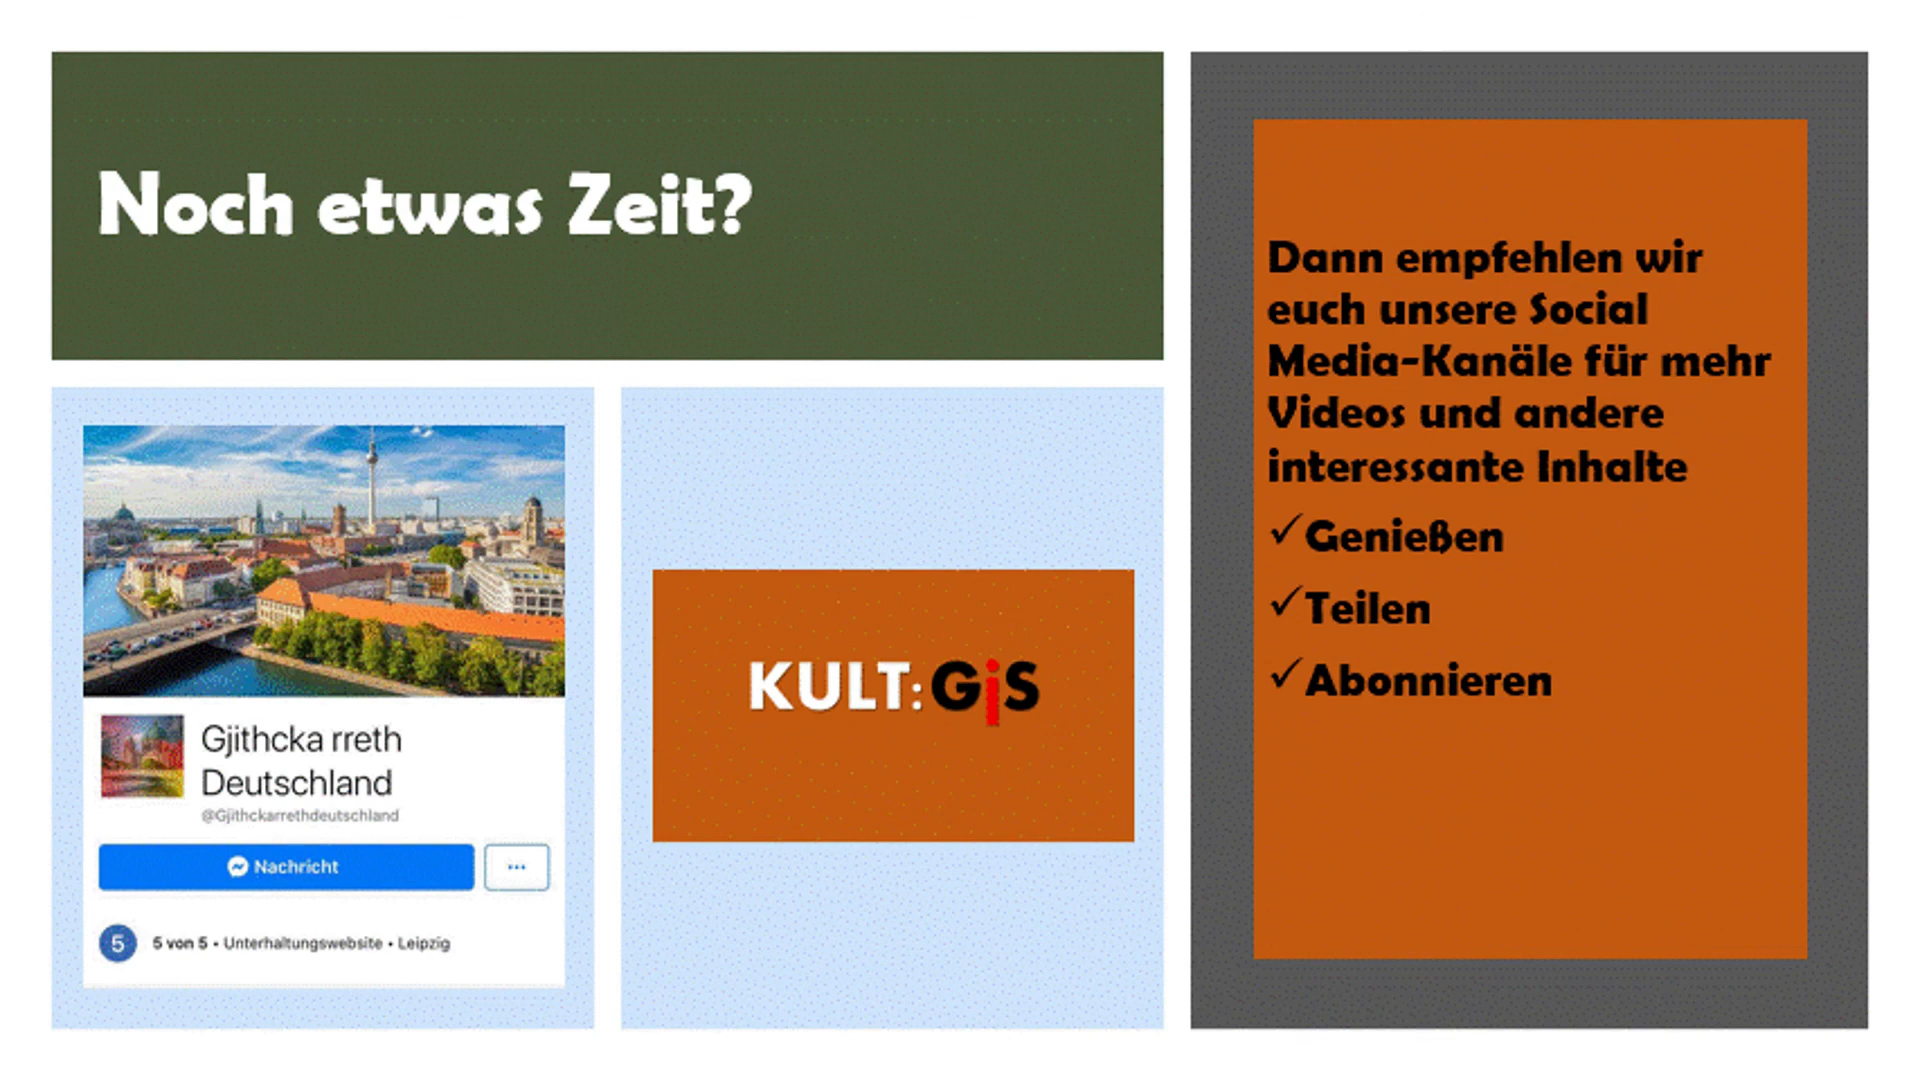 Noch etwas Zeit?
Gjithcka rreth
Deutschland
@Gjithckarrethdeutschland
Nachricht
...
5 5 von 5 • Unterhaltungswebsite • Leipzig
KULT:GiS
Dann empfehlen wir
euch unsere Social
Media-Kanäle für mehr
Videos und andere
interessante Inhalte
✓Genießen
✓Teilen
✓Abonnieren